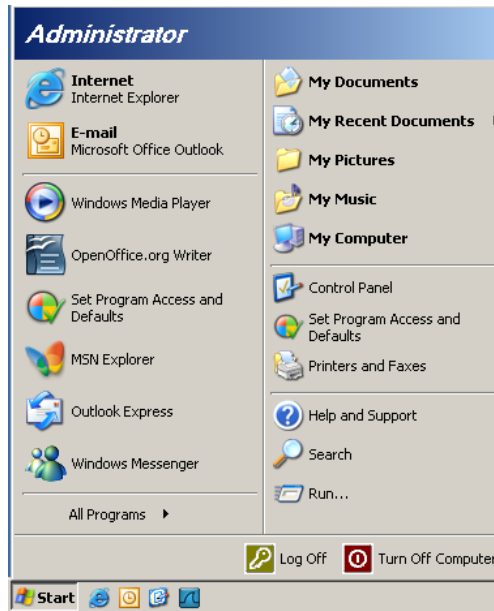 Administrator
Internet
Internet Explorer
E-mail
Microsoft Office Outlook
Windows Media Player
OpenOffice.org Writer
Set Program Access and
Defaults
MSN Explorer
Outlook Express
Windows Messenger
All Programs
My Documents
My Recent Documents
My Pictures
My Music
My Computer
Control Panel
Set Program Access and
Defaults
Printers and Faxes
Help and Support
Search
Run...
Log Off
Turn Off Computer
Start